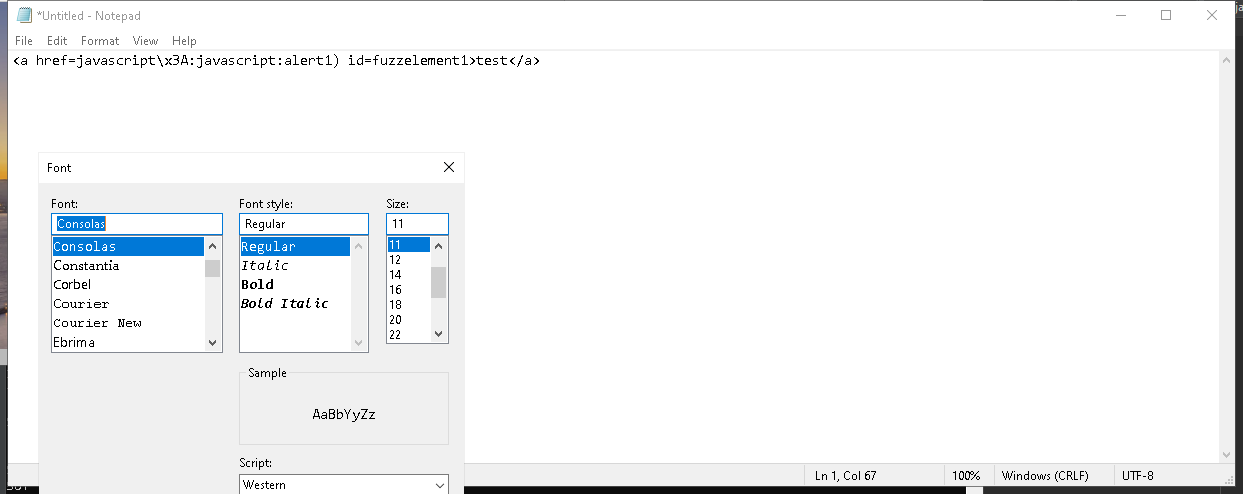 *Untitled - Notepad
File Edit Format View Help
<a href=javascript\x3A:javascript:alert1) id=fuzzelement1>test</a>
Font
Font: Font style: Size:
Consolas Regular 11
Consolas Regular 11
Constantia Italic 12
Corbel Bold 14
Courier Bold Italic 16
Courier New 18
Ebrima 20
22
Sample
AaBbYyZz
Script:
Western
Ln 1, Col 67 100% Windows (CRLF) UTF-8